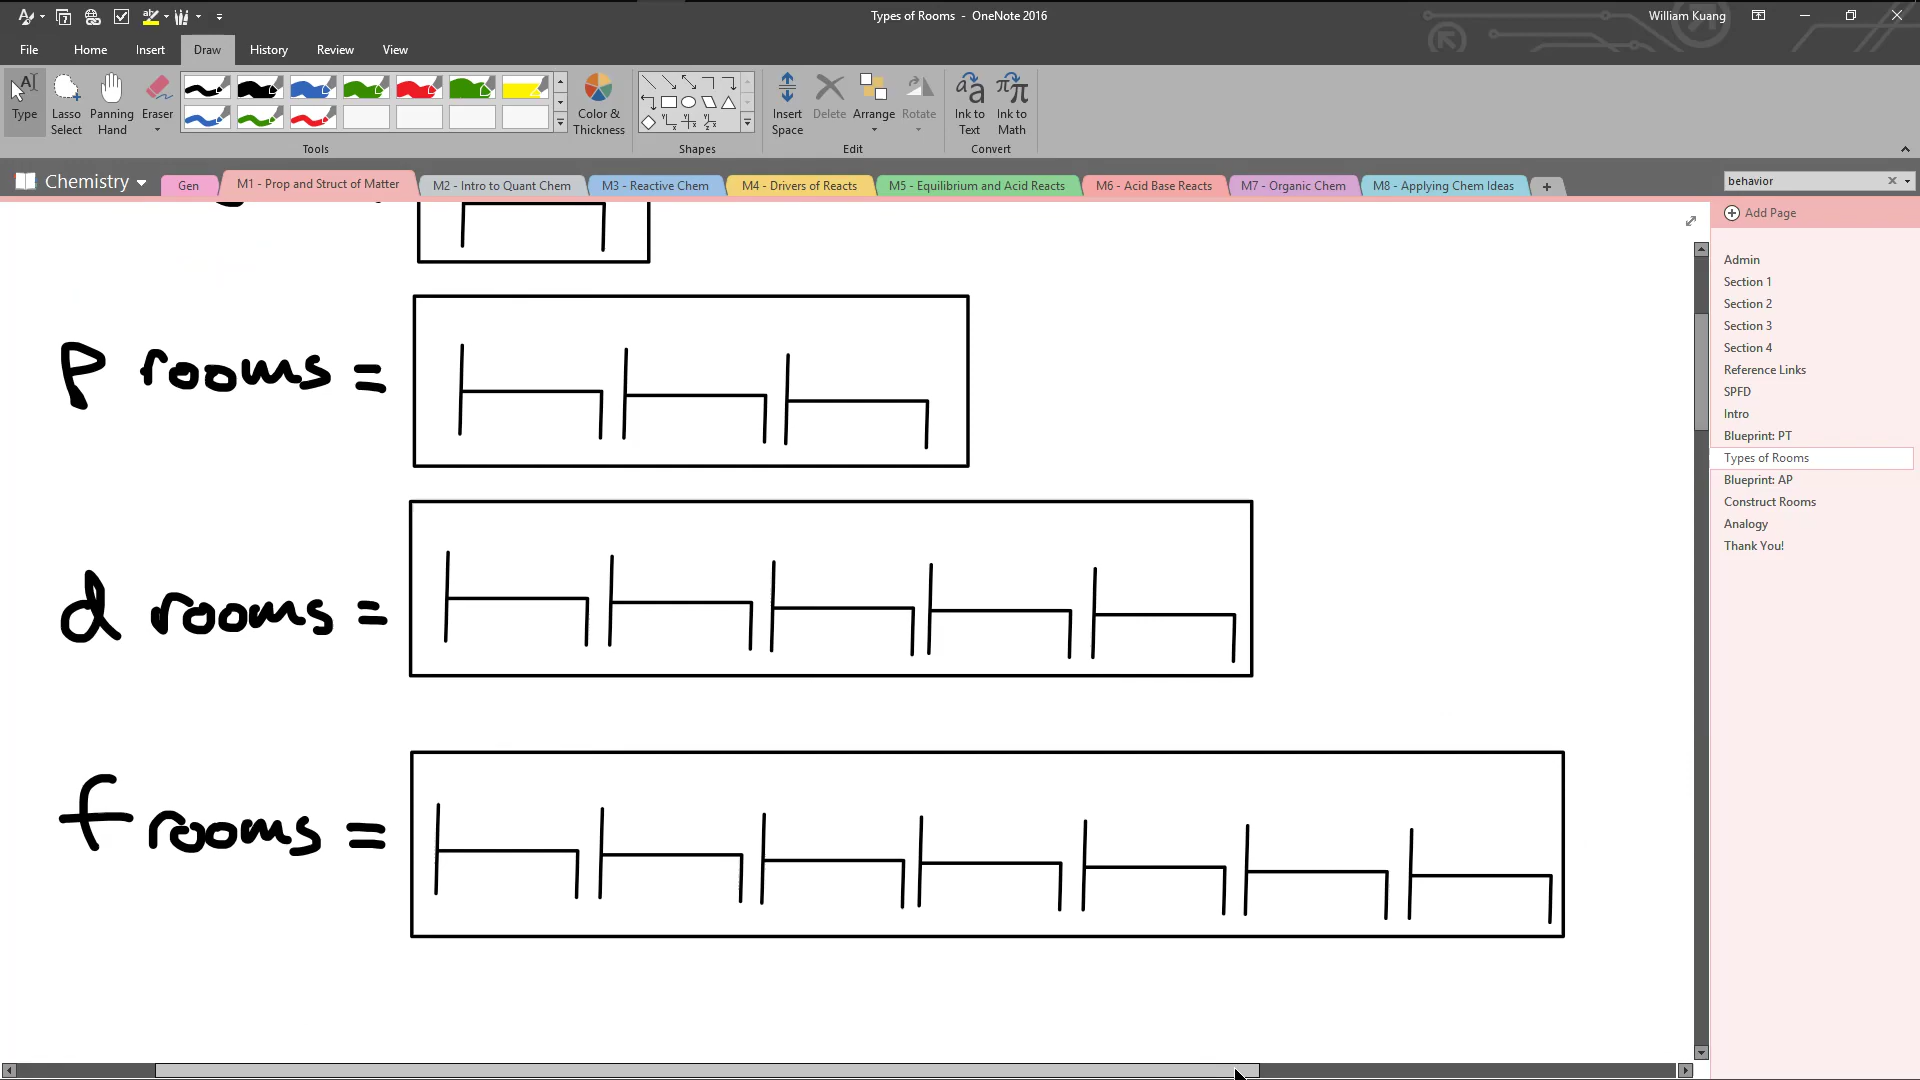 Types of Rooms - OneNote 2016
William Kuang
File Home Insert Draw History Review View
Type
Lasso Select
Panning Hand
Eraser
Color & Thickness
Insert Space
Delete
Arrange
Rotate
Ink to Text
Ink to Math
Tools
Shapes
Edit
Convert
Chemistry
Gen
M1 - Prop and Struct of Matter
M2 - Intro to Quant Chem
M3 - Reactive Chem
M4 - Drivers of Reacts
M5 - Equilibrium and Acid Reacts
M6 - Acid Base Reacts
M7 - Organic Chem
M8 - Applying Chem Ideas
behavior
Add Page
Admin
Section 1
Section 2
Section 3
Section 4
Reference Links
SPFD
Intro
Blueprint: PT
Types of Rooms
Blueprint: AP
Construct Rooms
Analogy
Thank You!
p rooms =
d rooms =
f rooms =